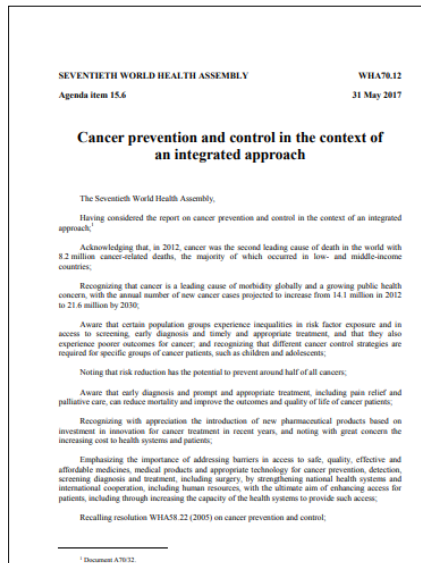 SEVENTIETH WORLD HEALTH ASSEMBLY WHA70.12
Agenda item 15.6 31 May 2017
Cancer prevention and control in the context of
an integrated approach
The Seventieth World Health Assembly,
Having considered the report on cancer prevention and control in the context of an integrated
approach;¹
Acknowledging that, in 2012, cancer was the second leading cause of death in the world with
8.2 million cancer-related deaths, the majority of which occurred in low- and middle-income
countries;
Recognizing that cancer is a leading cause of morbidity globally and a growing public health
concern, with the annual number of new cancer cases projected to increase from 14.1 million in 2012
to 21.6 million by 2030;
Aware that certain population groups experience inequalities in risk factor exposure and in
access to screening, early diagnosis and timely and appropriate treatment, and that they also
experience poorer outcomes for cancer; and recognizing that different cancer control strategies are
required for specific groups of cancer patients, such as children and adolescents;
Noting that risk reduction has the potential to prevent around half of all cancers;
Aware that early diagnosis and prompt and appropriate treatment, including pain relief and
palliative care, can reduce mortality and improve the outcomes and quality of life of cancer patients;
Recognizing with appreciation the introduction of new pharmaceutical products based on
investment in innovation for cancer treatment in recent years, and noting with great concern the
increasing cost to health systems and patients;
Emphasizing the importance of addressing barriers in access to safe, quality, effective and
affordable medicines, medical products and appropriate technology for cancer prevention, detection,
screening diagnosis and treatment, including surgery, by strengthening national health systems and
international cooperation, including human resources, with the ultimate aim of enhancing access for
patients, including through increasing the capacity of the health systems to provide such access;
Recalling resolution WHA58.22 (2005) on cancer prevention and control;
¹ Document A70/32.